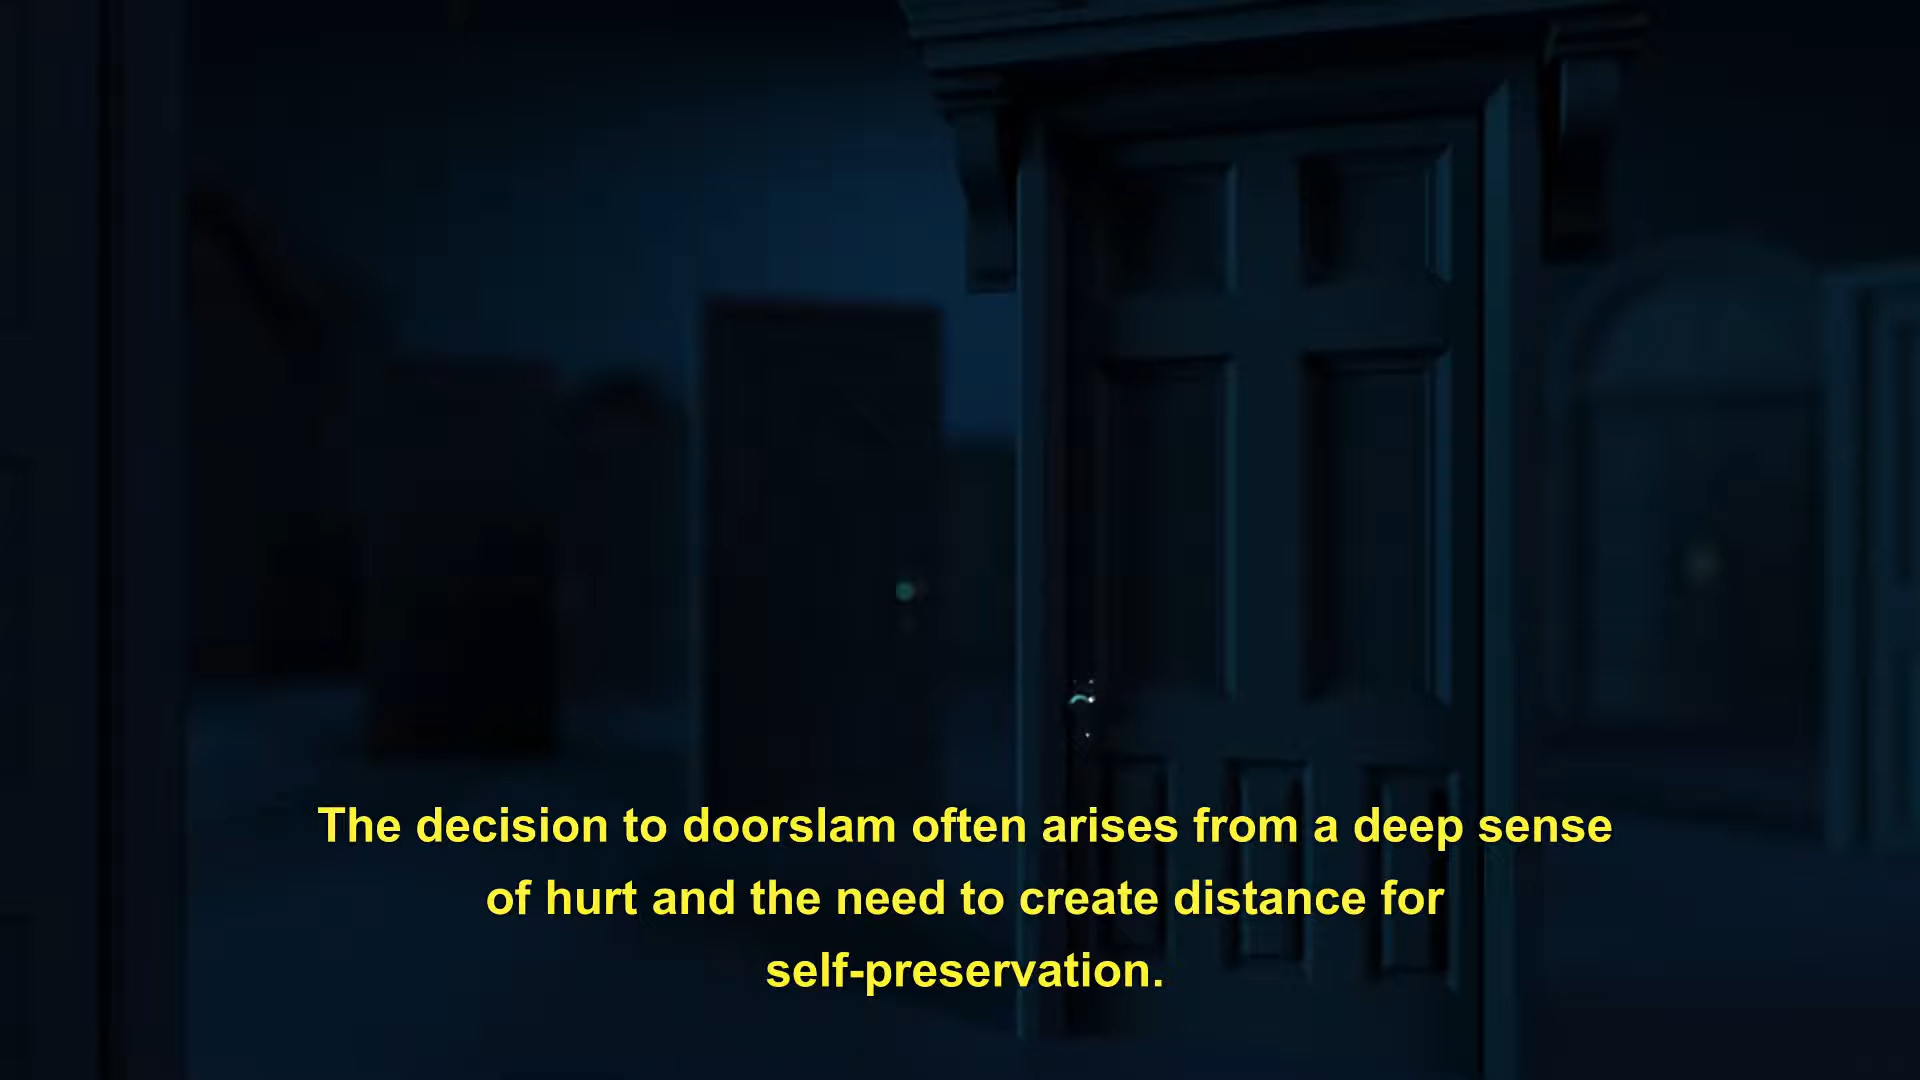 The decision to doorslam often arises from a deep sense
of hurt and the need to create distance for
self-preservation.